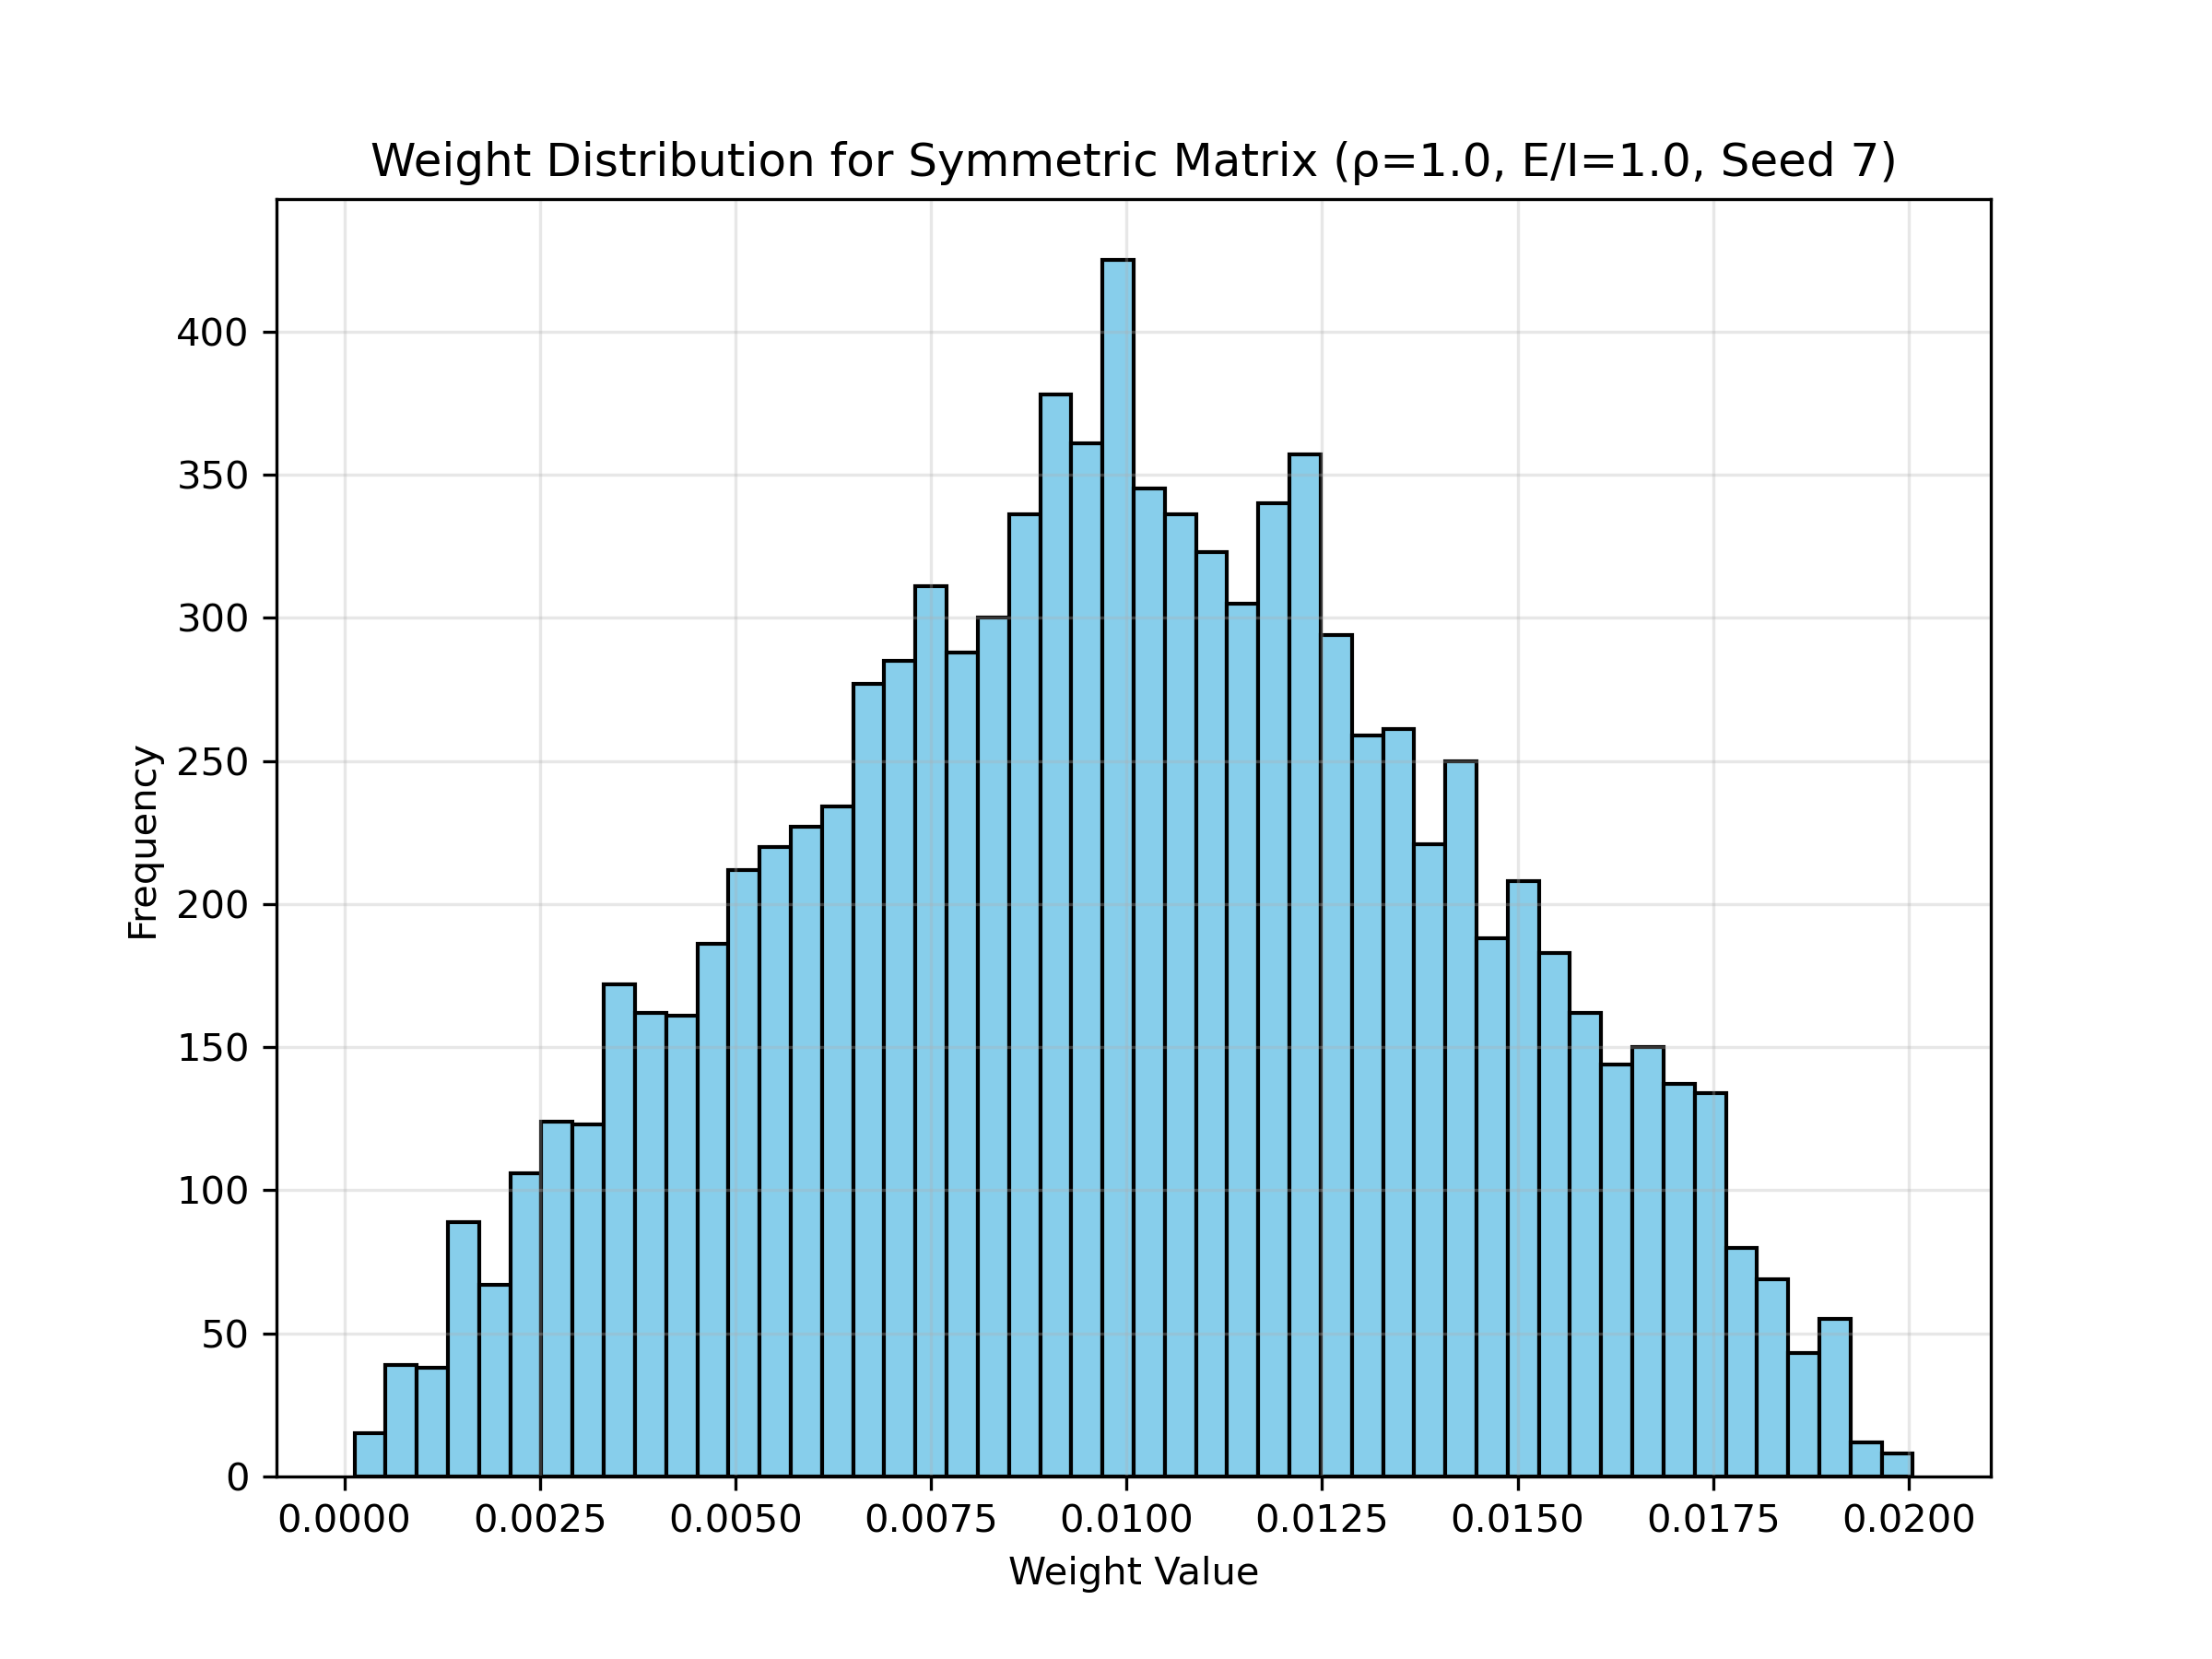 Weight Distribution for Symmetric Matrix (ρ=1.0, E/I=1.0, Seed 7)
Frequency
400
350
300
250
200
150
100
50
0
0.0000 0.0025 0.0050 0.0075 0.0100 0.0125 0.0150 0.0175 0.0200
Weight Value